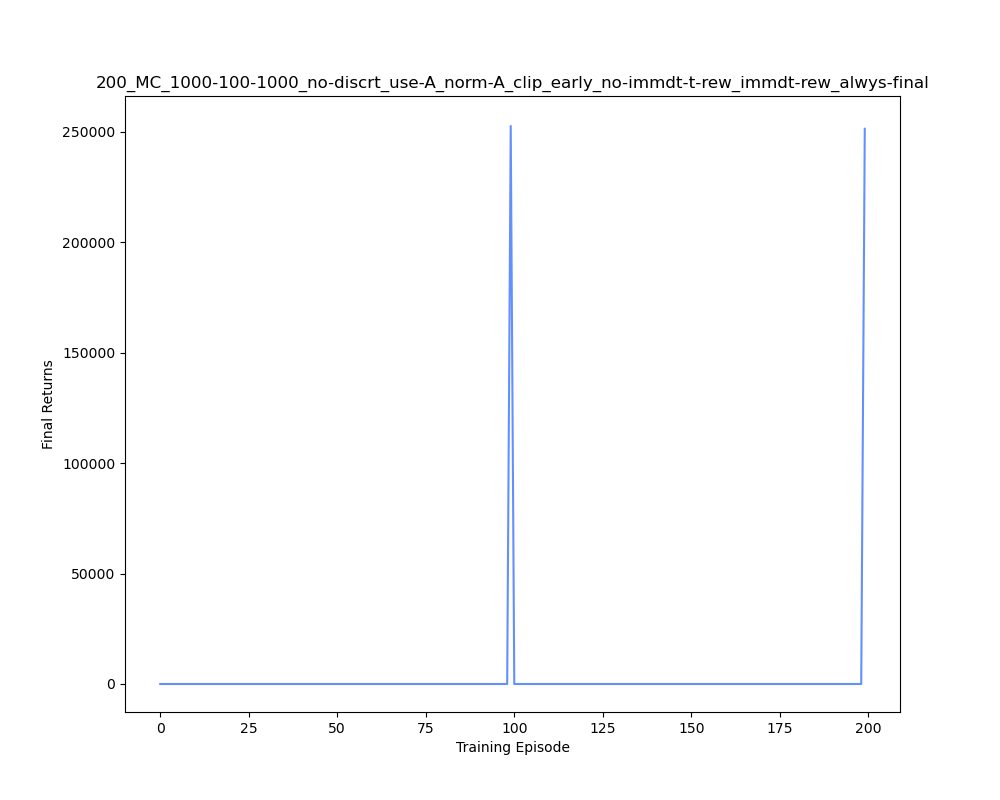 200_MC_1000-100-1000_no-discrt_use-A_norm-A_clip_early_no-immdt-t-rew_immdt-rew_alwys-final
250000
200000
150000
100000
50000
0
Final Returns
0 25 50 75 100 125 150 175 200
Training Episode